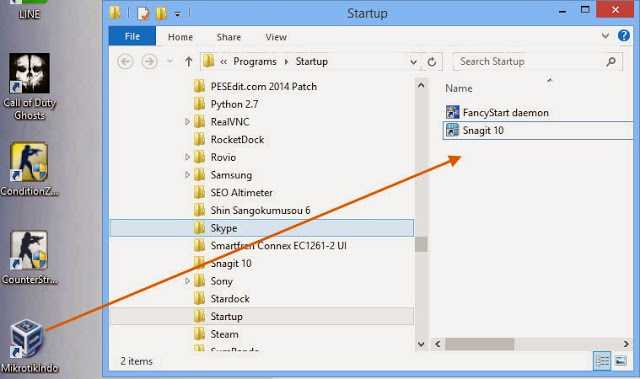 LINE
Call of Duty
Ghosts
ConditionZ...
CounterStr...
MikrotikIndo
Startup
File
Home
Share
View
« Programs Startup
Search Startup
PESEdit.com 2014 Patch
Python 2.7
RealVNC
RocketDock
Rovio
Samsung
SEO Altimeter
Shin Sangokumusou 6
Skype
Smartfren Connex EC1261-2 UI
Snagit 10
Sony
Stardock
Startup
Steam
Name
FancyStart daemon
Snagit 10
2 items